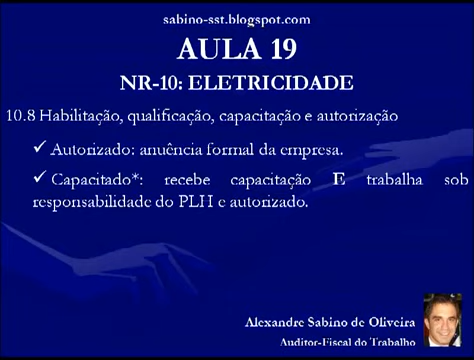 sabino-sst.blogspot.com
AULA 19
NR-10: ELETRICIDADE
10.8 Habilitação, qualificação, capacitação e autorização
✓ Autorizado: anuência formal da empresa.
✓ Capacitado*: recebe capacitação E trabalha sob
responsabilidade do PLH e autorizado.
Alexandre Sabino de Oliveira
Auditor-Fiscal do Trabalho